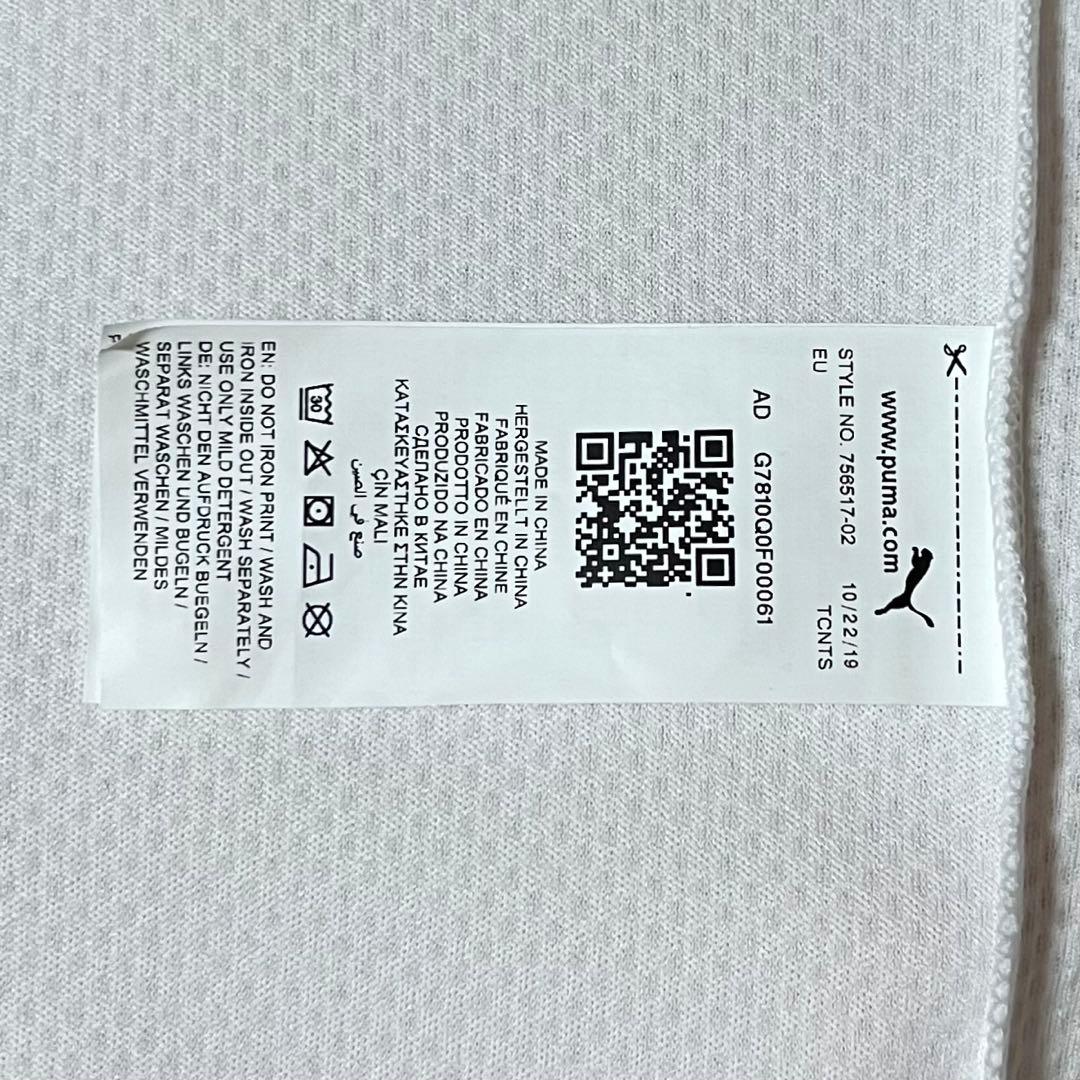 www.puma.com
STYLE NO. 756517-02 10/22/19
EU TCNTS
AD G7810Q0F00061
MADE IN CHINA
HERGESTELLT IN CHINA
FABRIQUÉ EN CHINE
FABRICADO EN CHINA
PRODOTTO IN CHINA
PRODUZIDO NA CHINA
СДЕЛАНО В КИТАЕ
ΚΑΤΑΣΚΕΥΑΣΤΗΚΕ ΣΤΗΝ ΚΙΝΑ
ÇİN MALI
صنع في الصين
30
EN: DO NOT IRON PRINT / WASH AND
IRON INSIDE OUT / WASH SEPARATELY /
USE ONLY MILD DETERGENT
DE: NICHT DEN AUFDRUCK BUEGELN /
LINKS WASCHEN UND BUGELN /
SEPARAT WASCHEN / MILDES
WASCHMITTEL VERWENDEN